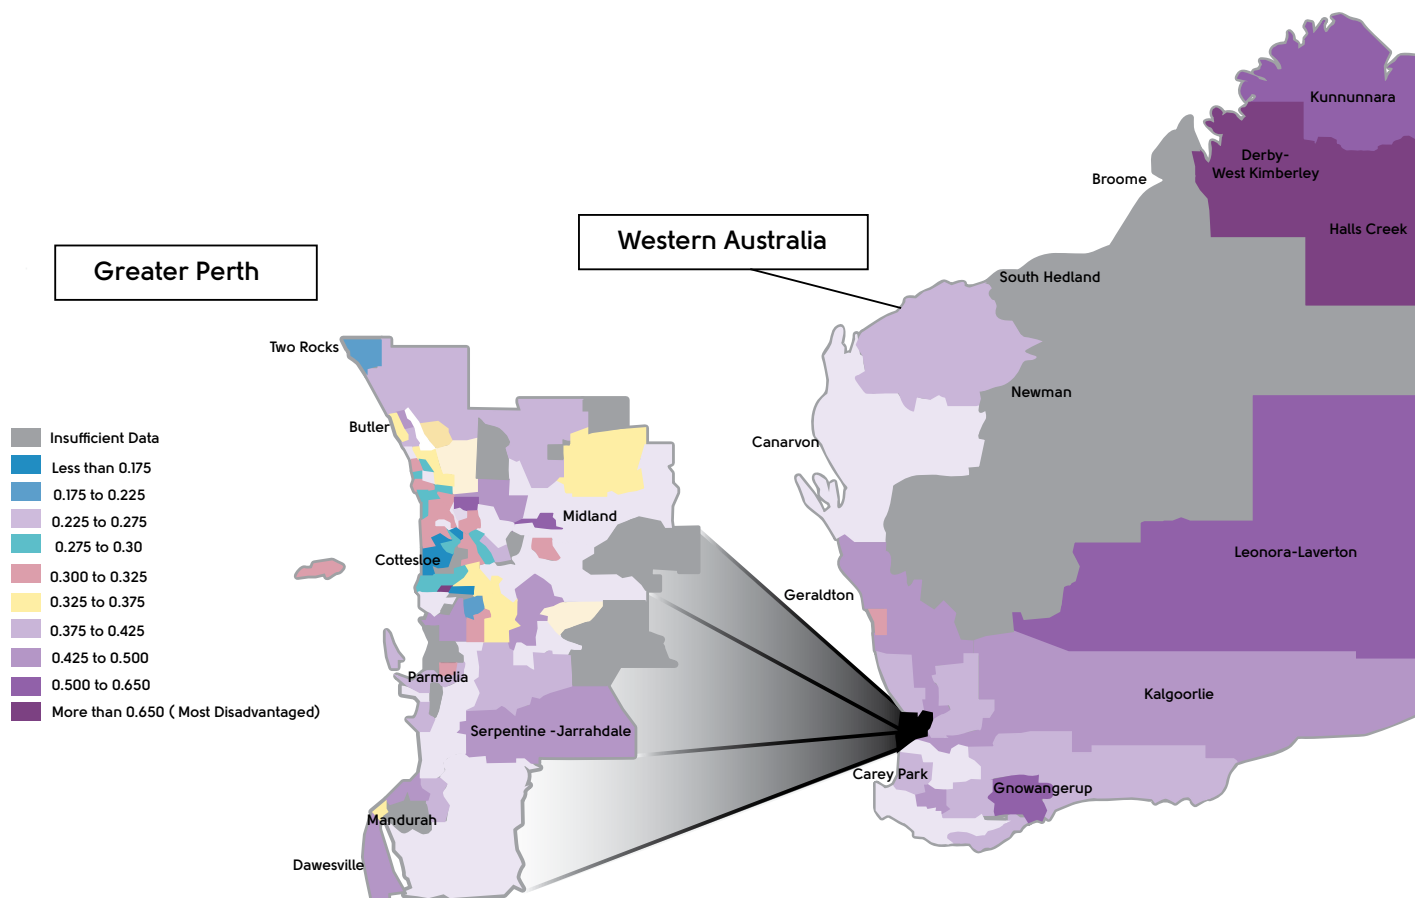 Kunnunnara
Derby-
West Kimberley
Broome
Halls Creek
Western Australia
Greater Perth
South Hedland
Two Rocks
Newman
Butler
Canarvon
Insufficient Data
Less than 0.175
0.175 to 0.225
0.225 to 0.275
0.275 to 0.30
0.300 to 0.325
0.325 to 0.375
0.375 to 0.425
0.425 to 0.500
0.500 to 0.650
More than 0.650 ( Most Disadvantaged)
Midland
Cottesloe
Leonora-Laverton
Geraldton
Parmelia
Kalgoorlie
Serpentine -Jarrahdale
Carey Park
Gnowangerup
Mandurah
Dawesville